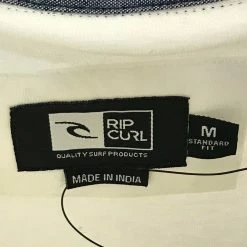 RIP
CURL
QUALITY SURF PRODUCTS
M
STANDARD
FIT
MADE IN INDIA